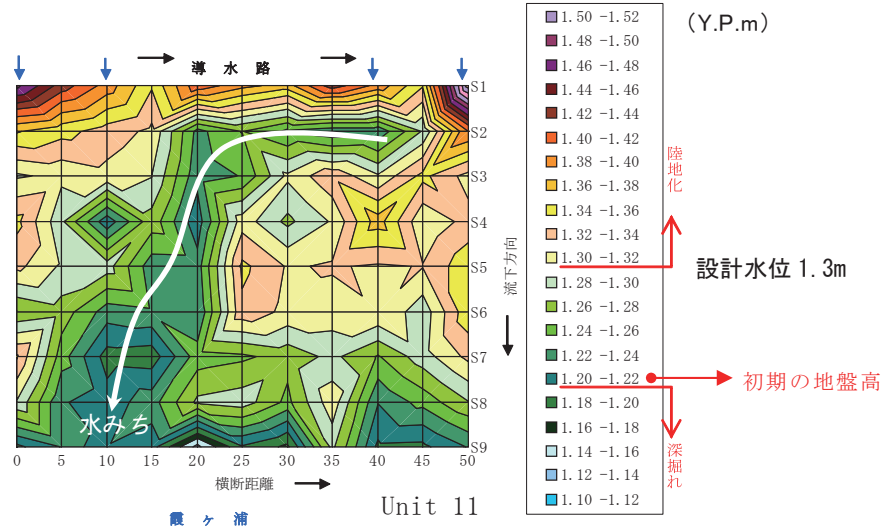 導 水 路
S1
S2
S3
S4
S5
S6
S7
S8
S9
水みち
0 5 10 15 20 25 30 35 40 45 50
横断距離
霞 ヶ 浦
Unit 11
流下方向
(Y.P.m)
1.50 -1.52
1.48 -1.50
1.46 -1.48
1.44 -1.46
1.42 -1.44
1.40 -1.42
1.38 -1.40
1.36 -1.38
1.34 -1.36
1.32 -1.34
1.30 -1.32
1.28 -1.30
1.26 -1.28
1.24 -1.26
1.22 -1.24
1.20 -1.22
1.18 -1.20
1.16 -1.18
1.14 -1.16
1.12 -1.14
1.10 -1.12
陸地化
設計水位 1.3m
初期の地盤高
深掘れ